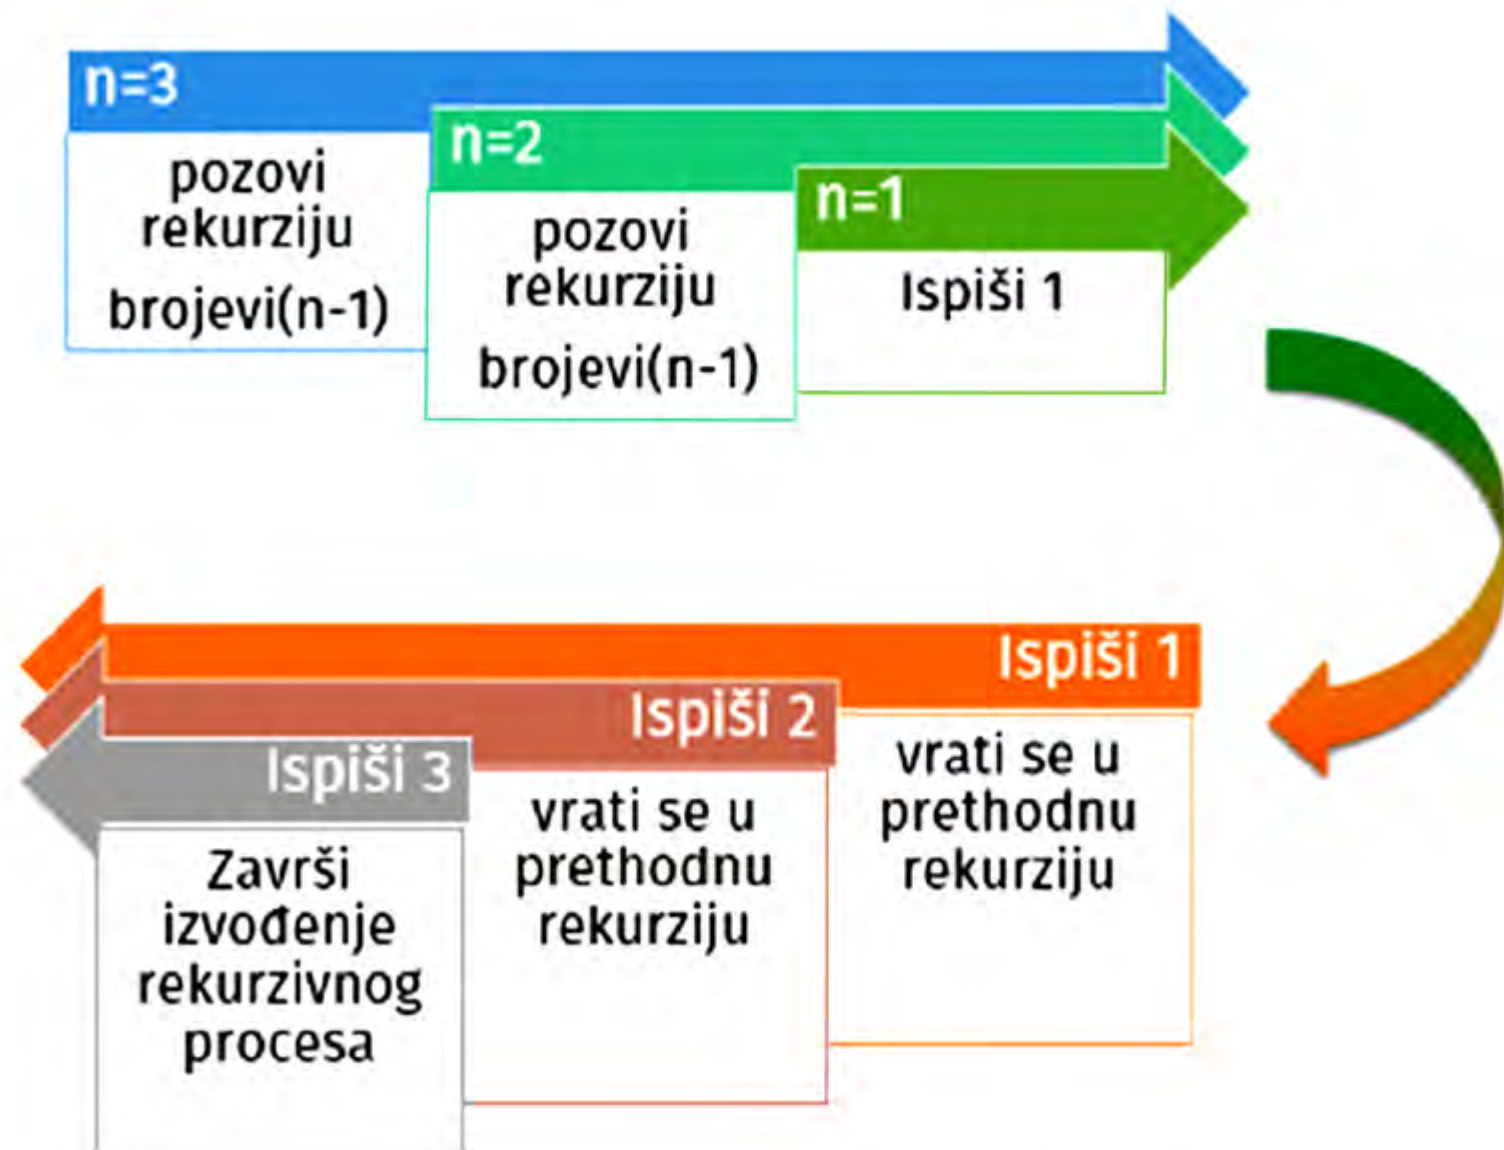 n=3
pozovi
rekurziju
brojevi(n-1)
n=2
pozovi
rekurziju
brojevi(n-1)
n=1
Ispiši 1
Ispiši 1
vrati se u
prethodnu
rekurziju
Ispiši 2
vrati se u
prethodnu
rekurziju
Ispiši 3
Završi
izvođenje
rekurzivnog
procesa